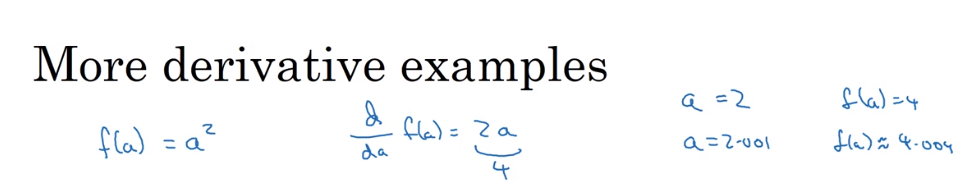 More derivative examples
f(a) = a²
d/da f(a) = 2a
4
a = 2 f(a) = 4
a = 2.001 f(a) ≈ 4.004